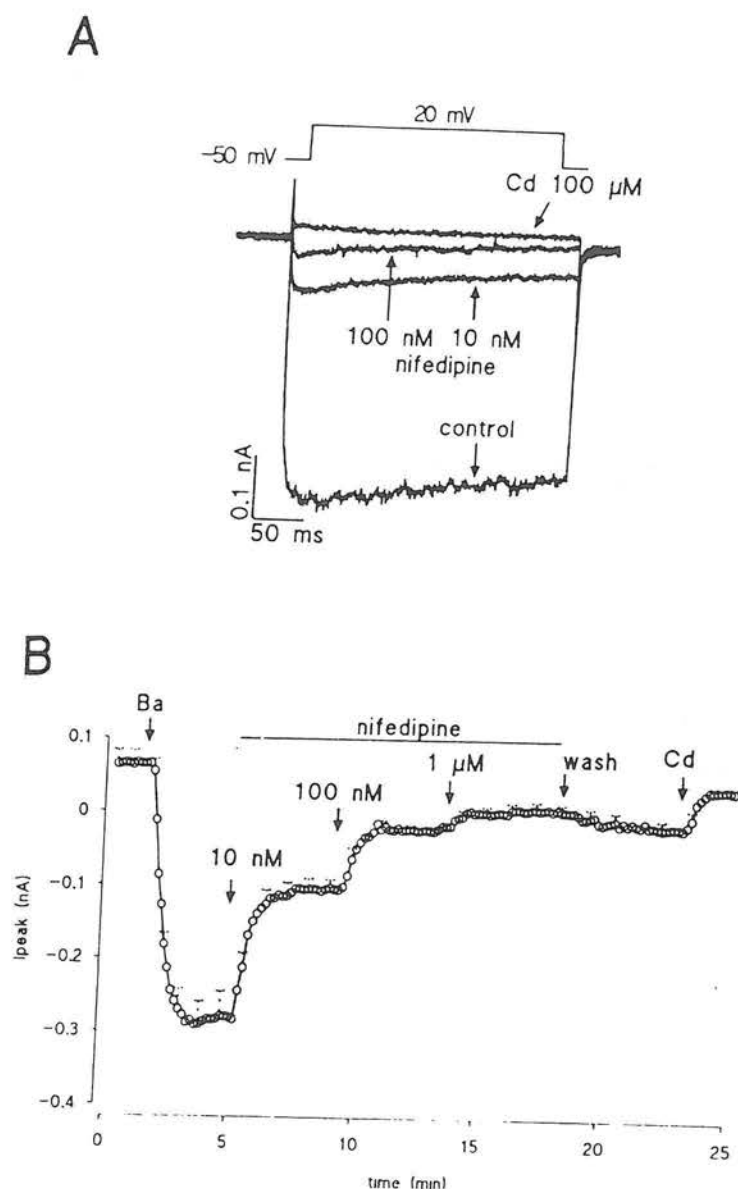 A
20 mV
-50 mV
Cd 100 µM
100 nM 10 nM
nifedipine
control
0.1 nA
50 ms
B
Ba
nifedipine
1 µM
wash
Cd
100 nM
10 nM
0.1
0
-0.1
-0.2
-0.3
-0.4
Ipeak (nA)
0 5 10 15 20 25
time (min)